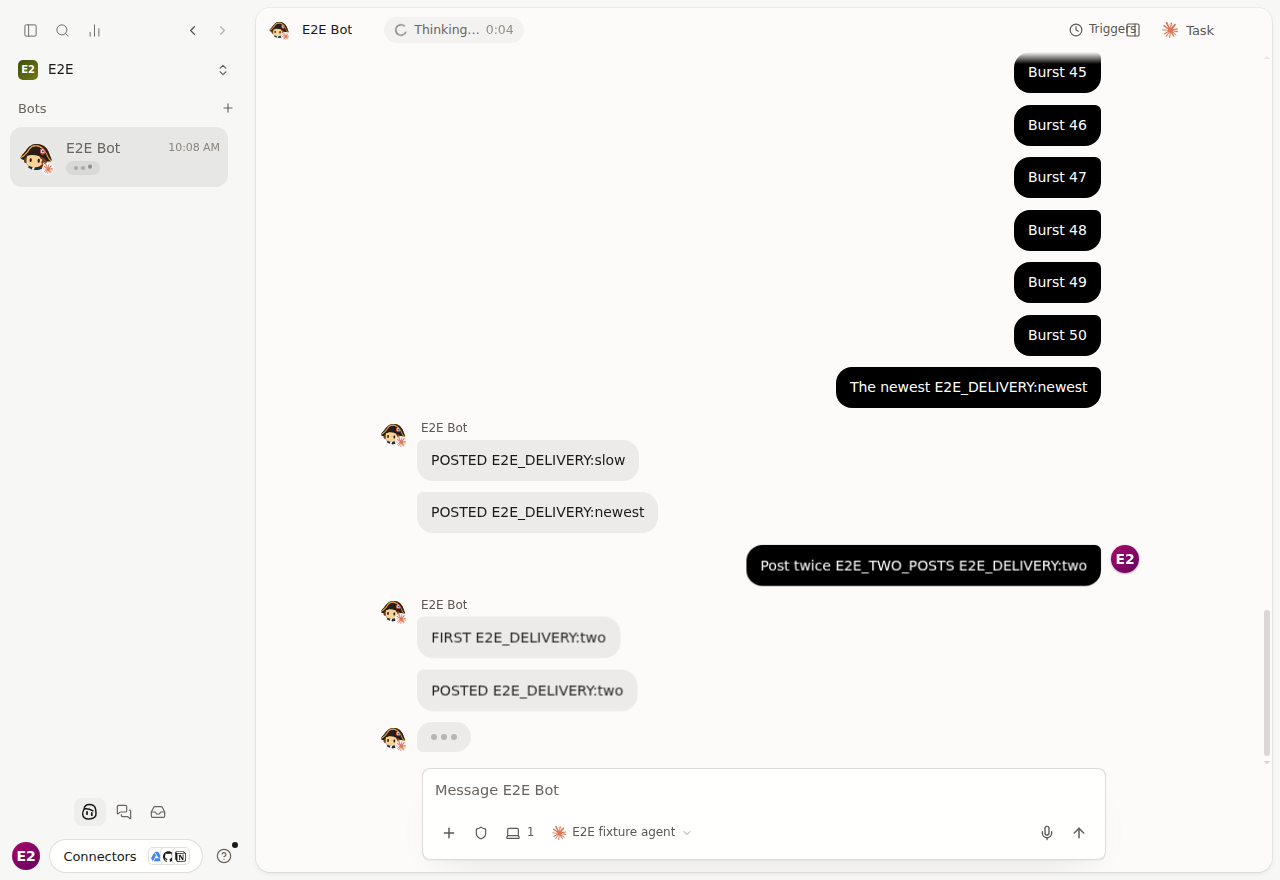 E2E Bot
Thinking... 0:04
Triggers
Task
E2 E2E
Bots
E2E Bot
10:08 AM
Burst 45
Burst 46
Burst 47
Burst 48
Burst 49
Burst 50
The newest E2E_DELIVERY:newest
E2E Bot
POSTED E2E_DELIVERY:slow
POSTED E2E_DELIVERY:newest
Post twice E2E_TWO_POSTS E2E_DELIVERY:two
E2
E2E Bot
FIRST E2E_DELIVERY:two
POSTED E2E_DELIVERY:two
Message E2E Bot
1
E2E fixture agent
E2
Connectors